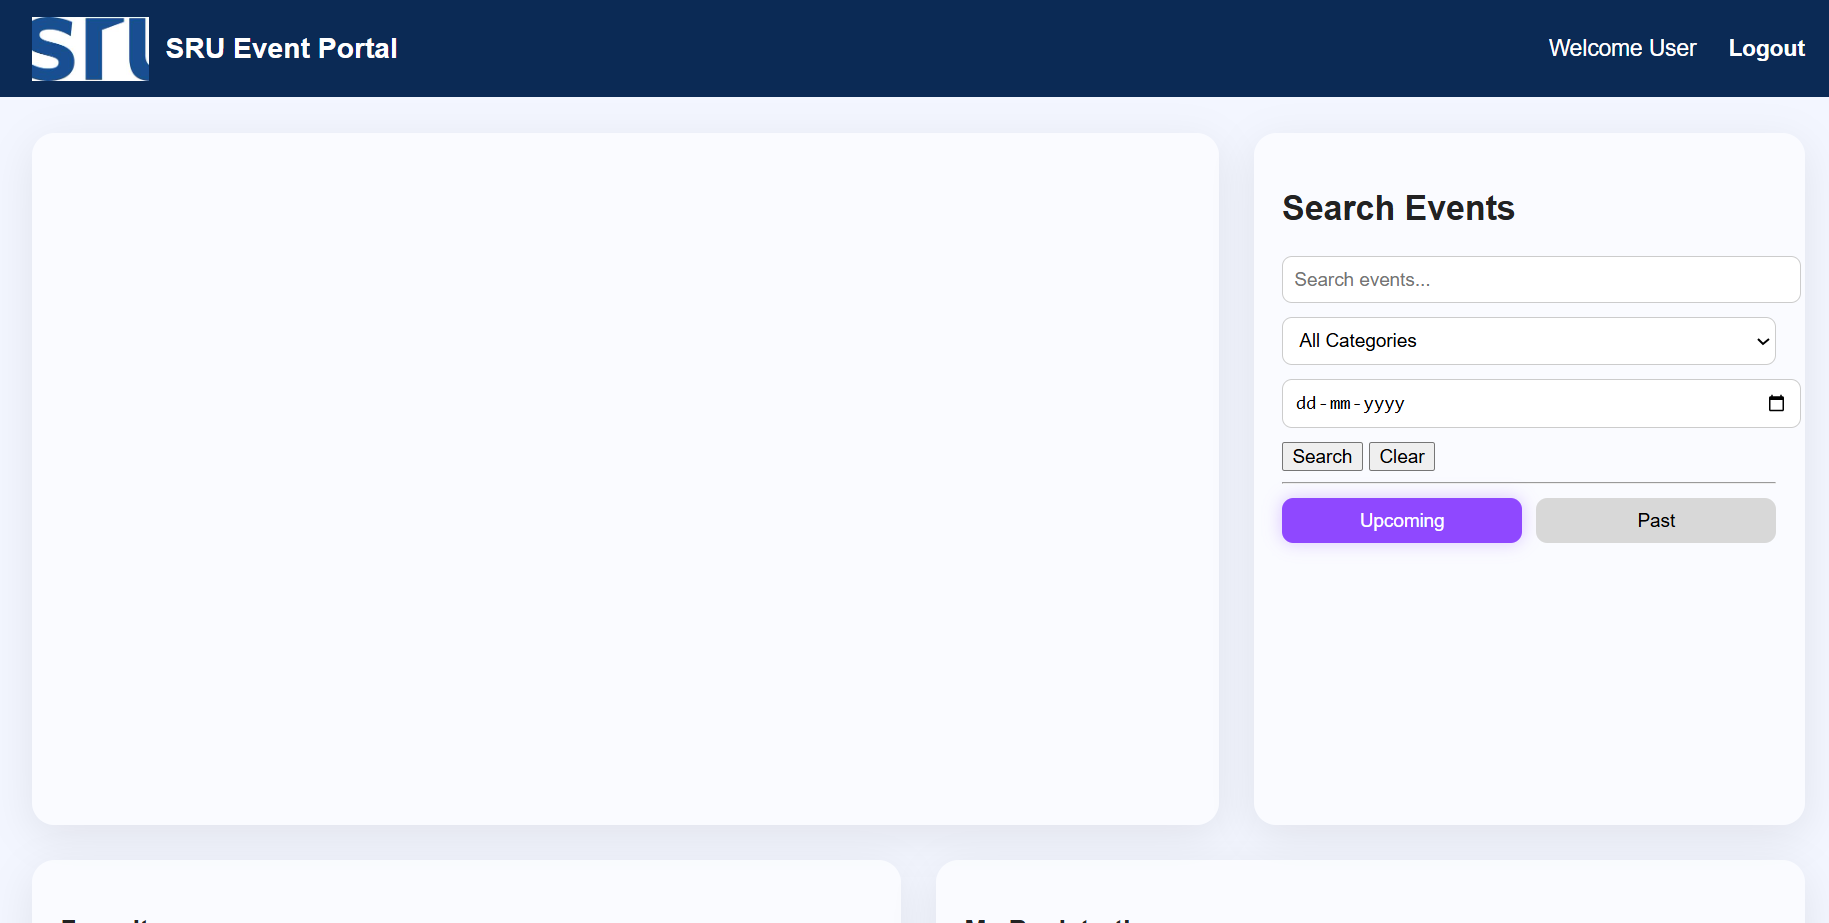 sru
SRU Event Portal
Welcome User
Logout
Search Events
Search events...
All Categories
dd-mm-yyyy
Search
Clear
Upcoming
Past